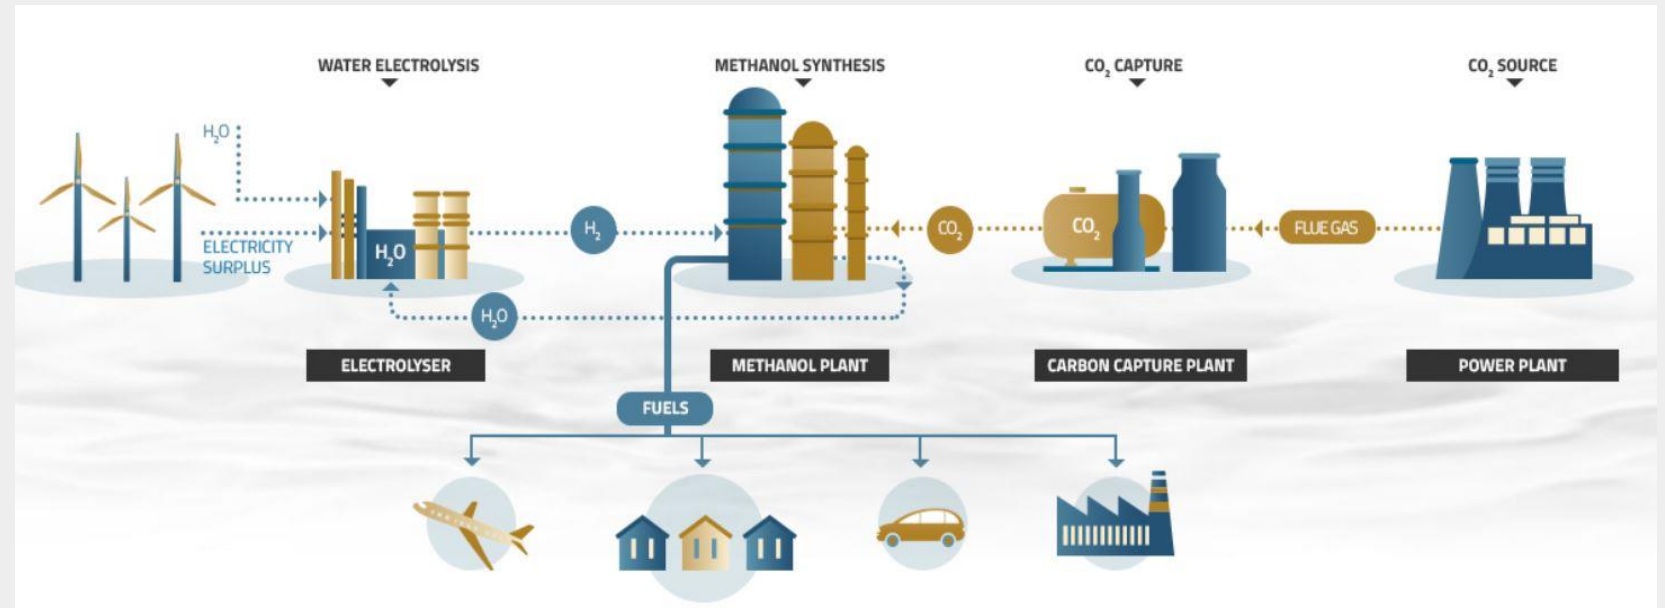 WATER ELECTROLYSIS
METHANOL SYNTHESIS
CO₂ CAPTURE
CO₂ SOURCE
H₂O
ELECTRICITY
SURPLUS
H₂O
H₂
CO₂
CO₂
FLUE GAS
H₂O
ELECTROLYSER
METHANOL PLANT
CARBON CAPTURE PLANT
POWER PLANT
FUELS